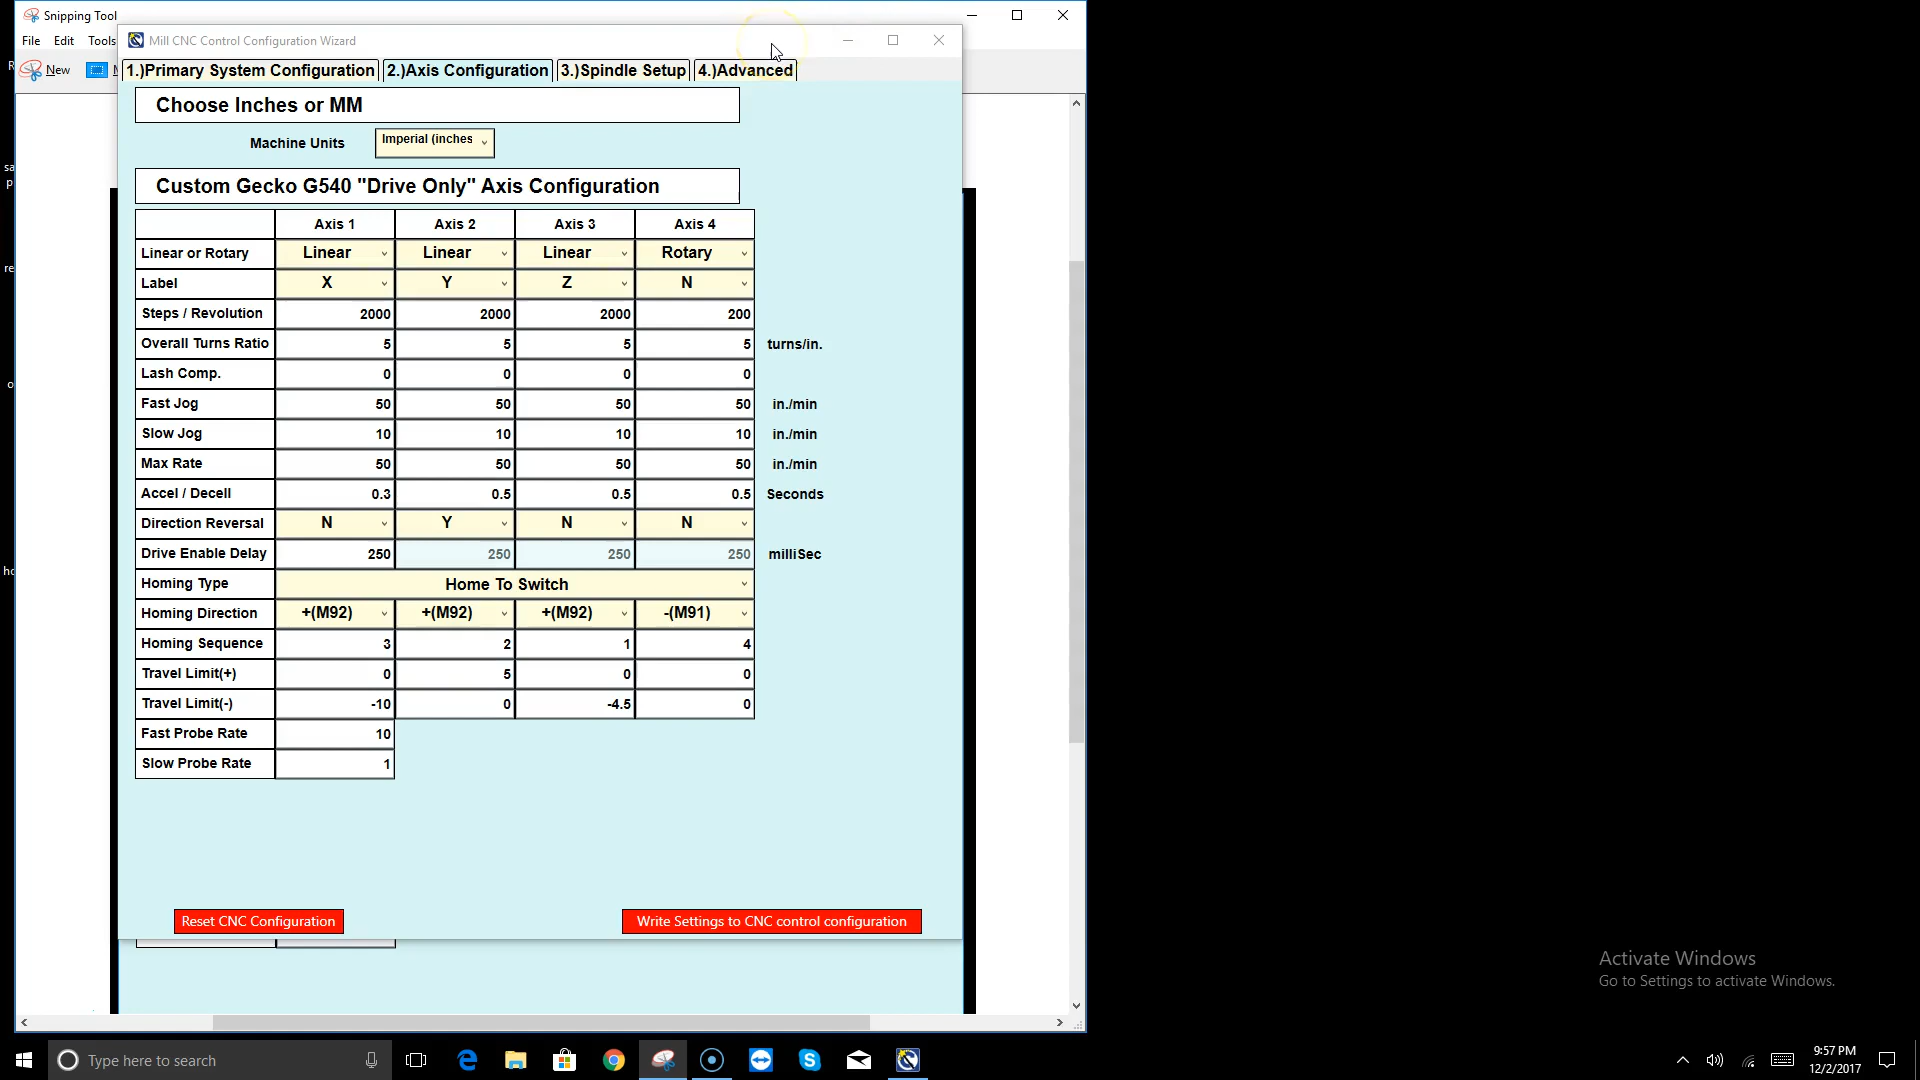 Snipping Tool
File Edit Tools
New
Mill CNC Control Configuration Wizard
1.)Primary System Configuration 2.)Axis Configuration 3.)Spindle Setup 4.)Advanced
Choose Inches or MM
Machine Units Imperial (inches
Custom Gecko G540 "Drive Only" Axis Configuration
Axis 1 Axis 2 Axis 3 Axis 4
Linear or Rotary Linear Linear Linear Rotary
Label X Y Z N
Steps / Revolution 2000 2000 2000 200
Overall Turns Ratio 5 5 5 5 turns/in.
Lash Comp. 0 0 0 0
Fast Jog 50 50 50 50 in./min
Slow Jog 10 10 10 10 in./min
Max Rate 50 50 50 50 in./min
Accel / Decell 0.3 0.5 0.5 0.5 Seconds
Direction Reversal N Y N N
Drive Enable Delay 250 250 250 250 milliSec
Homing Type Home To Switch
Homing Direction +(M92) +(M92) +(M92) -(M91)
Homing Sequence 3 2 1 4
Travel Limit(+) 0 5 0 0
Travel Limit(-) -10 0 -4.5 0
Fast Probe Rate 10
Slow Probe Rate 1
Reset CNC Configuration Write Settings to CNC control configuration
Activate Windows
Go to Settings to activate Windows.
Type here to search
9:57 PM
12/2/2017